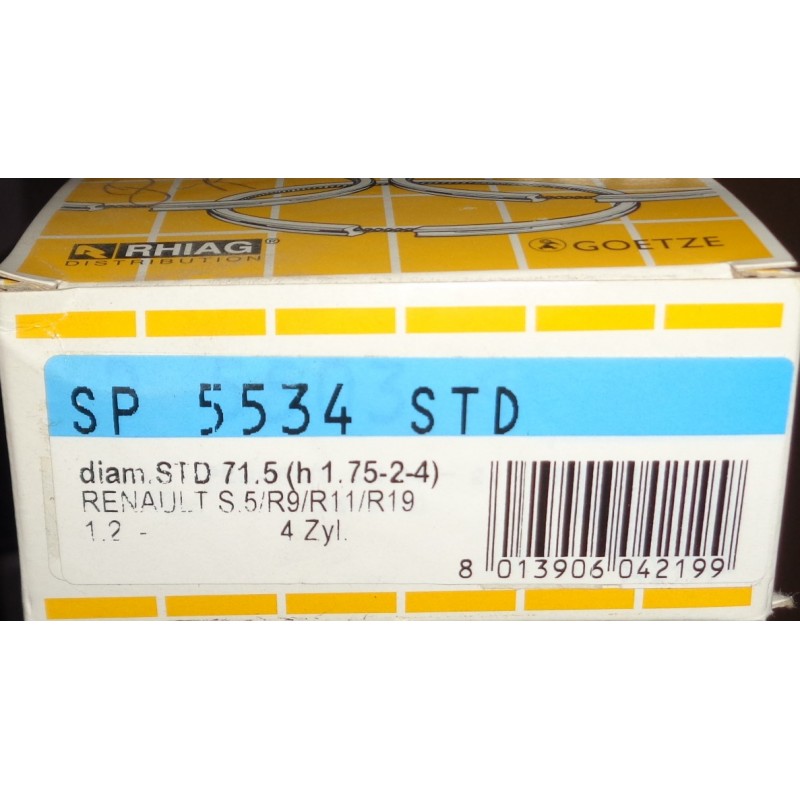 RHIAG®
DISTRIBUTION
GOETZE
SP 5534 STD
diam.STD 71.5 (h 1.75-2-4)
RENAULT S.5/R9/R11/R19
1.2 - 4 Zyl.
8 013906 042199